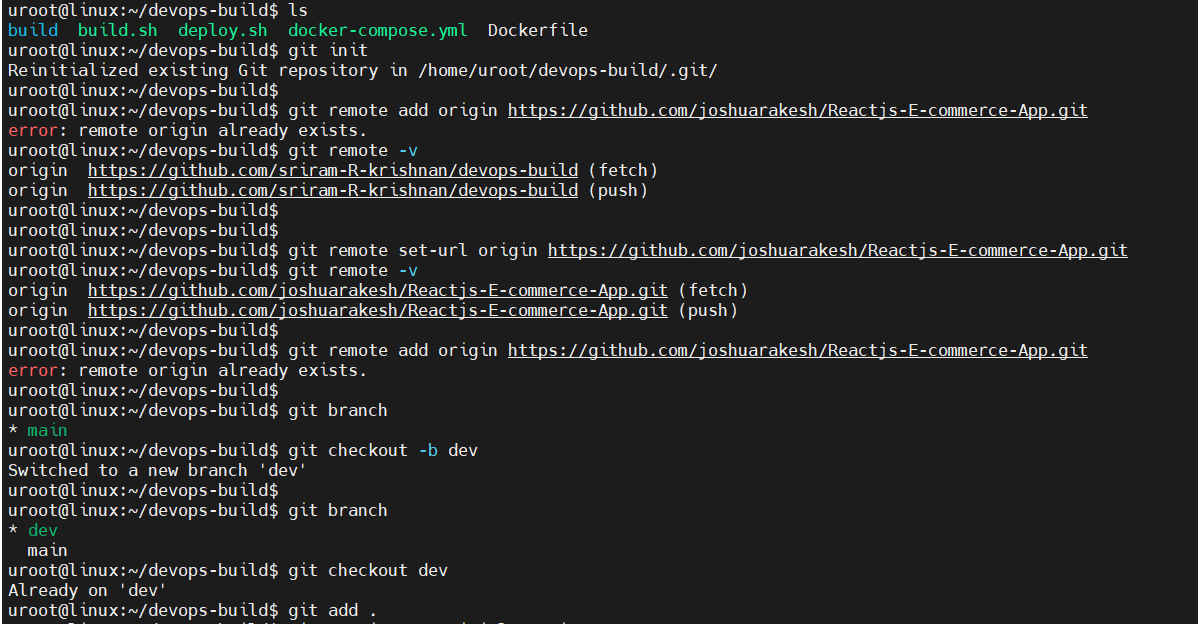 uroot@linux:~/devops-build$ ls
build  build.sh  deploy.sh  docker-compose.yml  Dockerfile
uroot@linux:~/devops-build$ git init
Reinitialized existing Git repository in /home/uroot/devops-build/.git/
uroot@linux:~/devops-build$
uroot@linux:~/devops-build$ git remote add origin https://github.com/joshuarakesh/Reactjs-E-commerce-App.git
error: remote origin already exists.
uroot@linux:~/devops-build$ git remote -v
origin  https://github.com/sriram-R-krishnan/devops-build (fetch)
origin  https://github.com/sriram-R-krishnan/devops-build (push)
uroot@linux:~/devops-build$
uroot@linux:~/devops-build$
uroot@linux:~/devops-build$ git remote set-url origin https://github.com/joshuarakesh/Reactjs-E-commerce-App.git
uroot@linux:~/devops-build$ git remote -v
origin  https://github.com/joshuarakesh/Reactjs-E-commerce-App.git (fetch)
origin  https://github.com/joshuarakesh/Reactjs-E-commerce-App.git (push)
uroot@linux:~/devops-build$
uroot@linux:~/devops-build$ git remote add origin https://github.com/joshuarakesh/Reactjs-E-commerce-App.git
error: remote origin already exists.
uroot@linux:~/devops-build$
uroot@linux:~/devops-build$ git branch
* main
uroot@linux:~/devops-build$ git checkout -b dev
Switched to a new branch 'dev'
uroot@linux:~/devops-build$
uroot@linux:~/devops-build$ git branch
* dev
  main
uroot@linux:~/devops-build$ git checkout dev
Already on 'dev'
uroot@linux:~/devops-build$ git add .